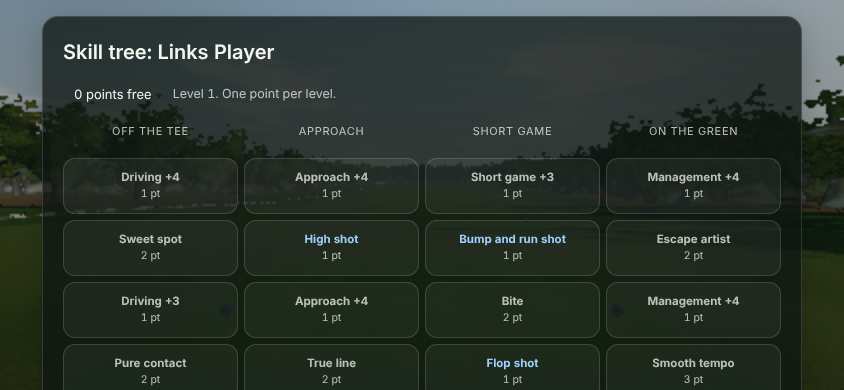 Skill tree: Links Player
0 points free Level 1. One point per level.
OFF THE TEE APPROACH SHORT GAME ON THE GREEN
Driving +4 Approach +4 Short game +3 Management +4
1 pt 1 pt 1 pt 1 pt
Sweet spot High shot Bump and run shot Escape artist
2 pt 1 pt 1 pt 2 pt
Driving +3 Approach +4 Bite Management +4
1 pt 1 pt 2 pt 1 pt
Pure contact True line Flop shot Smooth tempo
2 pt 2 pt 1 pt 3 pt